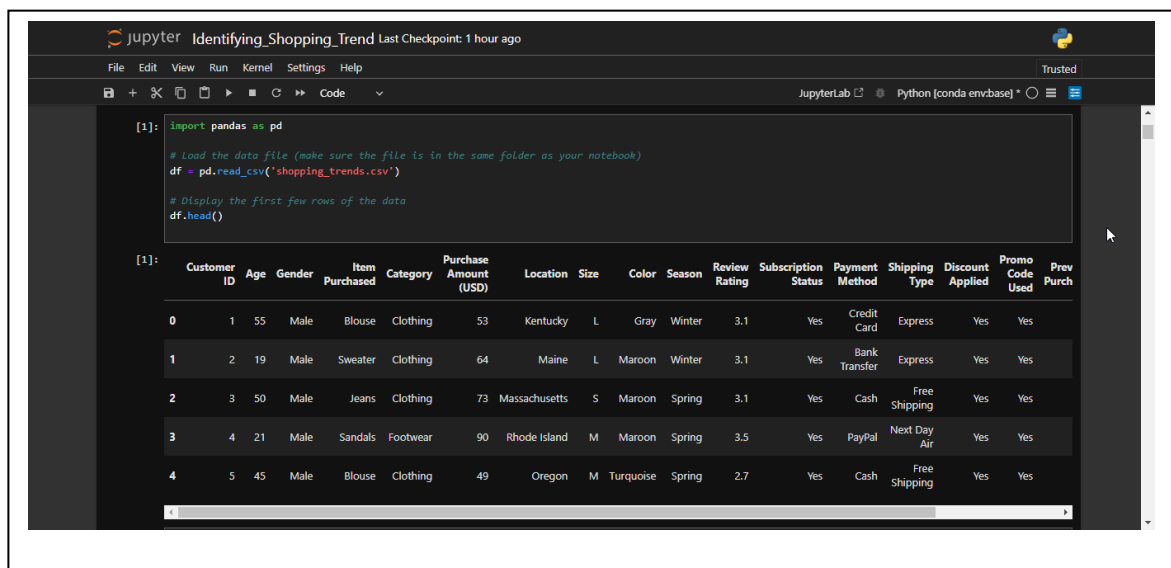 jupyter Identifying_Shopping_Trend Last Checkpoint: 1 hour ago
File Edit View Run Kernel Settings Help Trusted
Code JupyterLab Python [conda env:base] *
[1]: import pandas as pd
# Load the data file (make sure the file is in the same folder as your notebook)
df = pd.read_csv('shopping_trends.csv')
# Display the first few rows of the data
df.head()
[1]:
Customer ID Age Gender Item Purchased Category Purchase Amount (USD) Location Size Color Season Review Rating Subscription Status Payment Method Shipping Type Discount Applied Promo Code Used Prev Purch
0 1 55 Male Blouse Clothing 53 Kentucky L Gray Winter 3.1 Yes Credit Card Express Yes Yes
1 2 19 Male Sweater Clothing 64 Maine L Maroon Winter 3.1 Yes Bank Transfer Express Yes Yes
2 3 50 Male Jeans Clothing 73 Massachusetts S Maroon Spring 3.1 Yes Cash Free Shipping Yes Yes
3 4 21 Male Sandals Footwear 90 Rhode Island M Maroon Spring 3.5 Yes PayPal Next Day Air Yes Yes
4 5 45 Male Blouse Clothing 49 Oregon M Turquoise Spring 2.7 Yes Cash Free Shipping Yes Yes